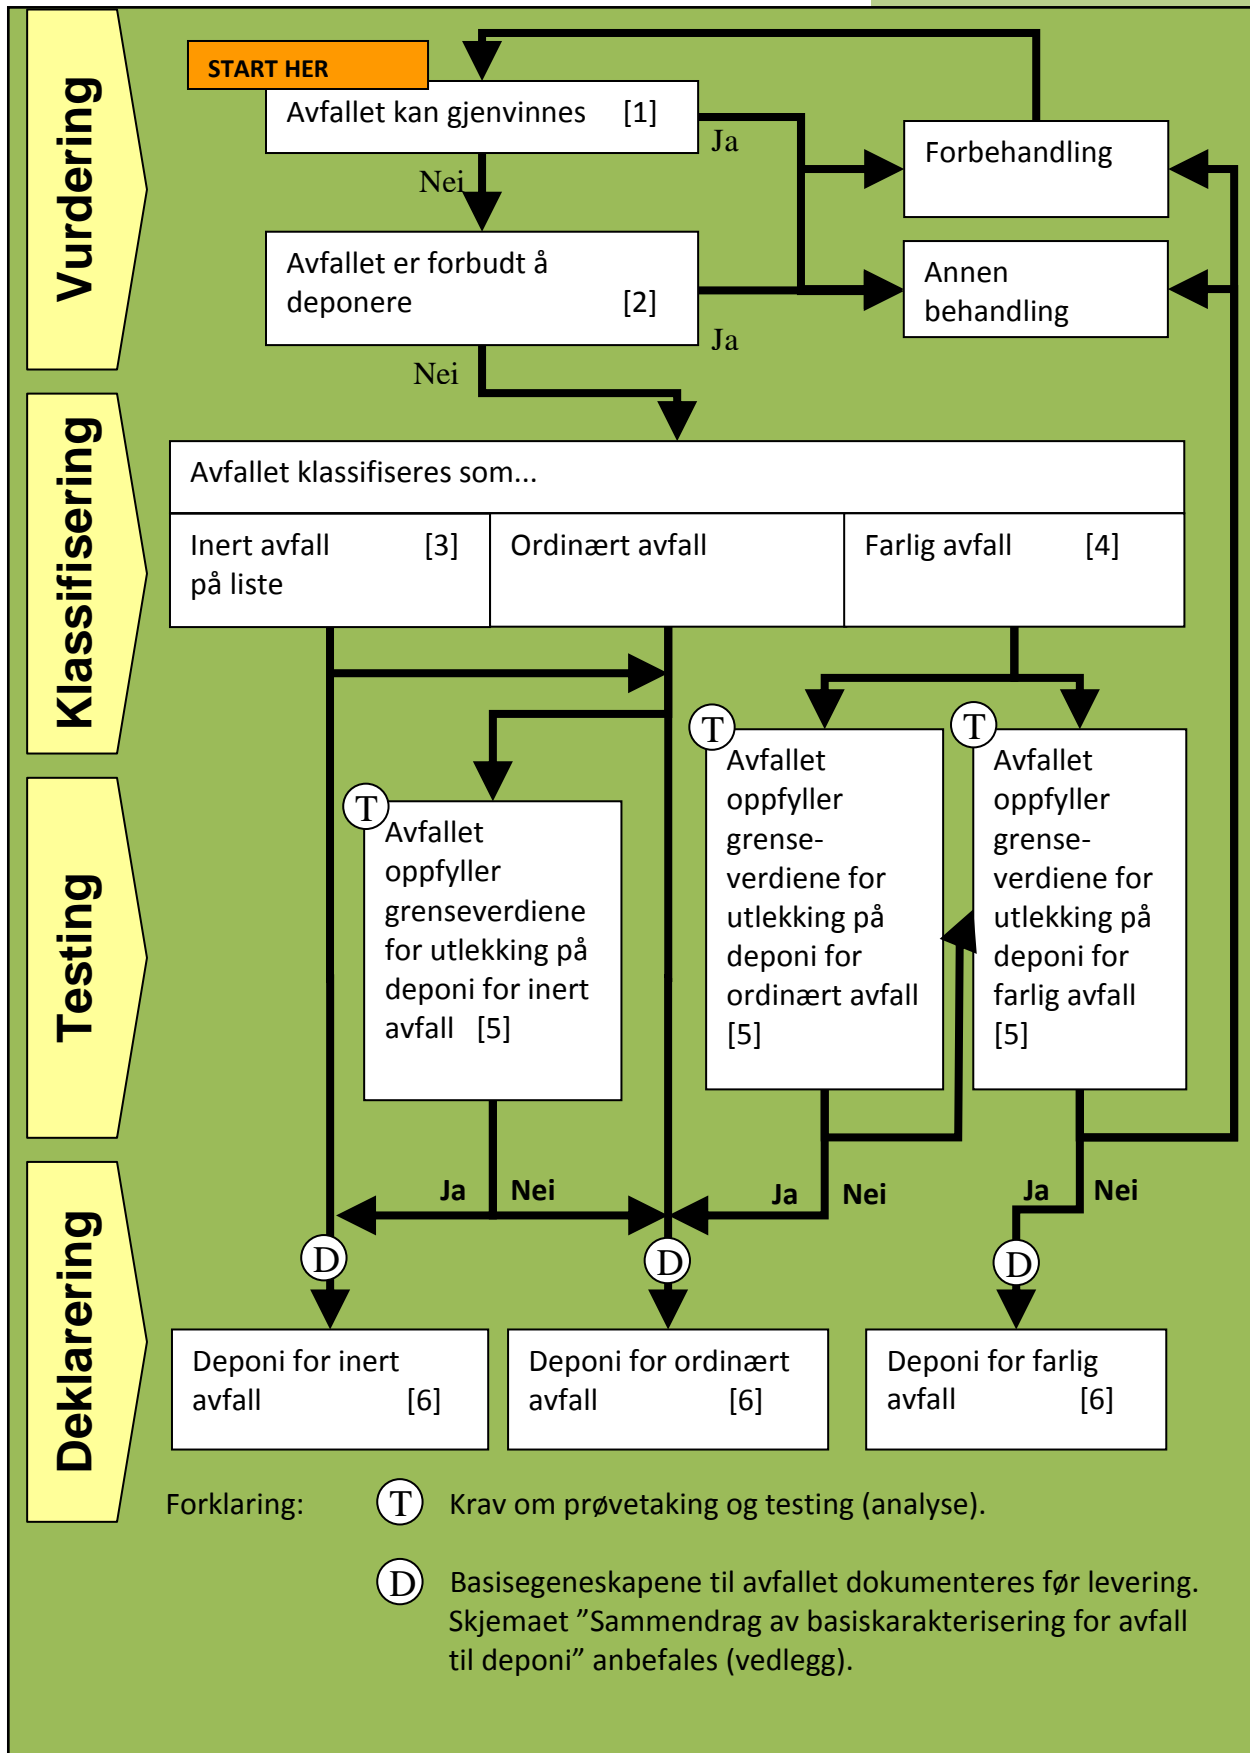 Vurdering
START HER
Avfallet kan gjenvinnes [1]
Ja
Nei
Forbehandling
Avfallet er forbudt å
deponere [2]
Ja
Nei
Annen
behandling
Klassifisering
Avfallet klassifiseres som...
Inert avfall [3]
på liste
Ordinært avfall
Farlig avfall [4]
Testing
T
Avfallet
oppfyller
grenseverdiene
for utlekking på
deponi for inert
avfall [5]
T
Avfallet
oppfyller
grense-
verdiene for
utlekking på
deponi for
ordinært avfall
[5]
T
Avfallet
oppfyller
grense-
verdiene for
utlekking på
deponi for
farlig avfall
[5]
Deklarering
Ja Nei
Ja Nei
Ja Nei
D
D
D
Deponi for inert
avfall [6]
Deponi for ordinært
avfall [6]
Deponi for farlig
avfall [6]
Forklaring:
T Krav om prøvetaking og testing (analyse).
D Basisegeneskapene til avfallet dokumenteres før levering.
Skjemaet ”Sammendrag av basiskarakterisering for avfall
til deponi” anbefales (vedlegg).